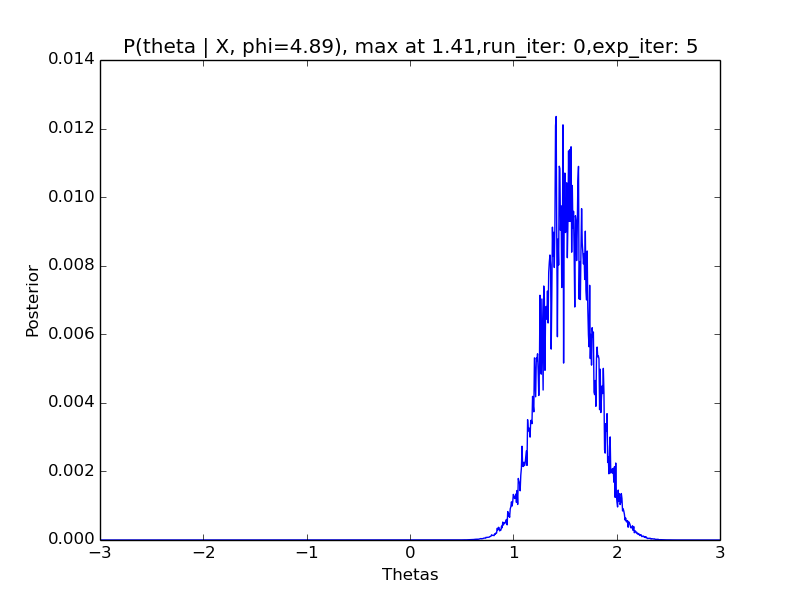 P(theta | X, phi=4.89), max at 1.41,run_iter: 0,exp_iter: 5
0.014
0.012
0.010
0.008
0.006
0.004
0.002
0.000
Posterior
−3 −2 −1 0 1 2 3
Thetas